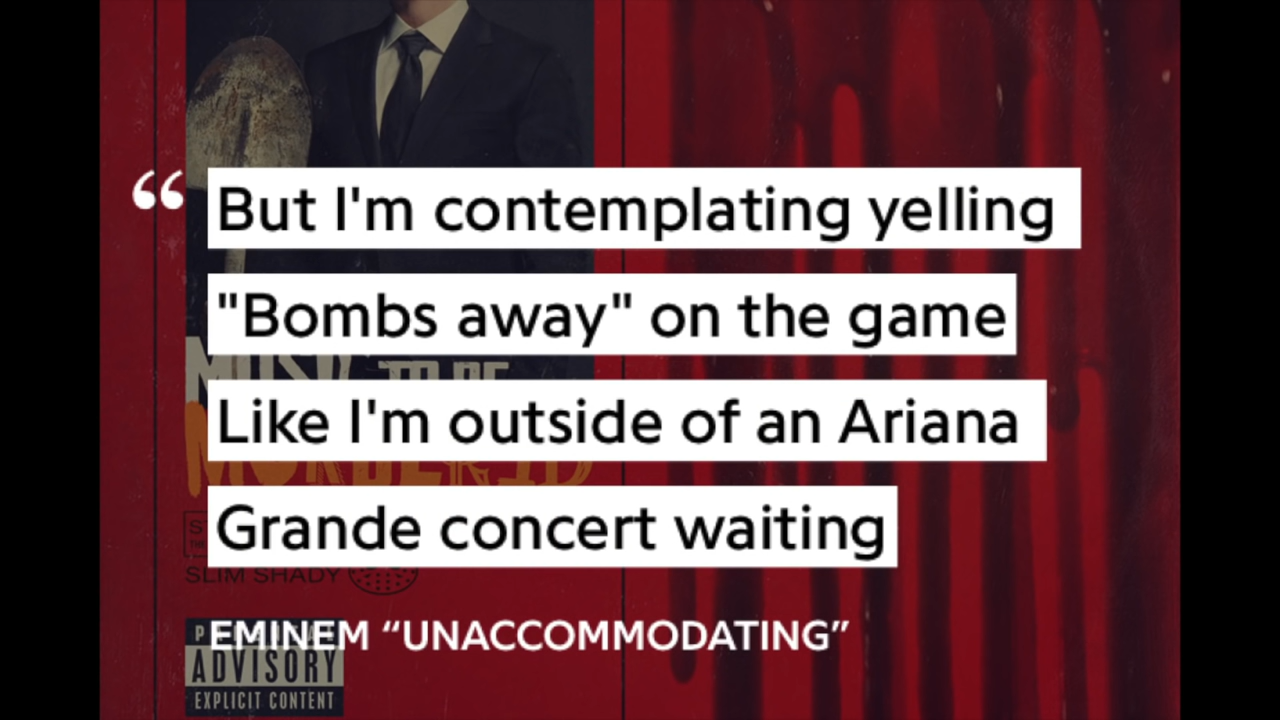 “
But I'm contemplating yelling
"Bombs away" on the game
Like I'm outside of an Ariana
Grande concert waiting
SLIM SHADY
EMINEM “UNACCOMMODATING”
ADVISORY
EXPLICIT CONTENT